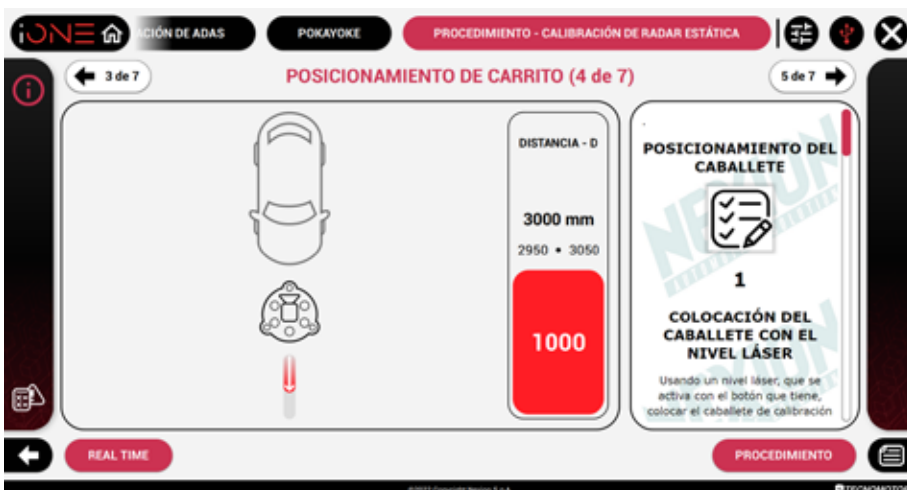 iONE
CIÓN DE ADAS
POKAYOKE
PROCEDIMIENTO - CALIBRACIÓN DE RADAR ESTÁTICA
3 de 7
POSICIONAMIENTO DE CARRITO (4 de 7)
5 de 7
DISTANCIA - D
3000 mm
2950 • 3050
1000
POSICIONAMIENTO DEL
CABALLETE
1
COLOCACIÓN DEL
CABALLETE CON EL
NIVEL LÁSER
Usando un nivel láser, que se
activa con el botón que tiene,
colocar el caballete de calibración
NEXION
REAL TIME
PROCEDIMIENTO
TECNOMOTOR